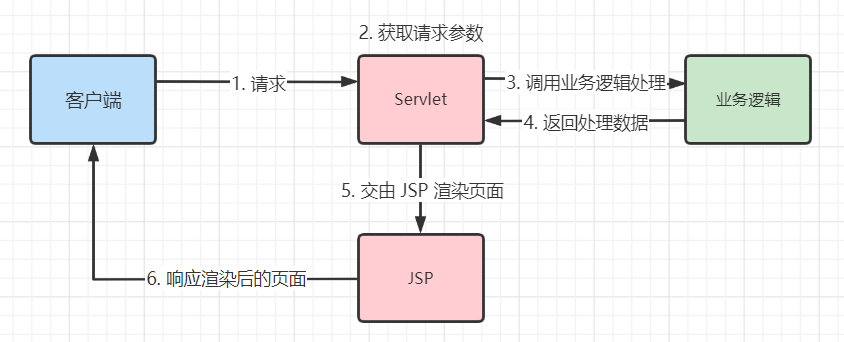 2. 获取请求参数
客户端
1. 请求
Servlet
3. 调用业务逻辑处理
业务逻辑
4. 返回处理数据
5. 交由 JSP 渲染页面
6. 响应渲染后的页面
JSP